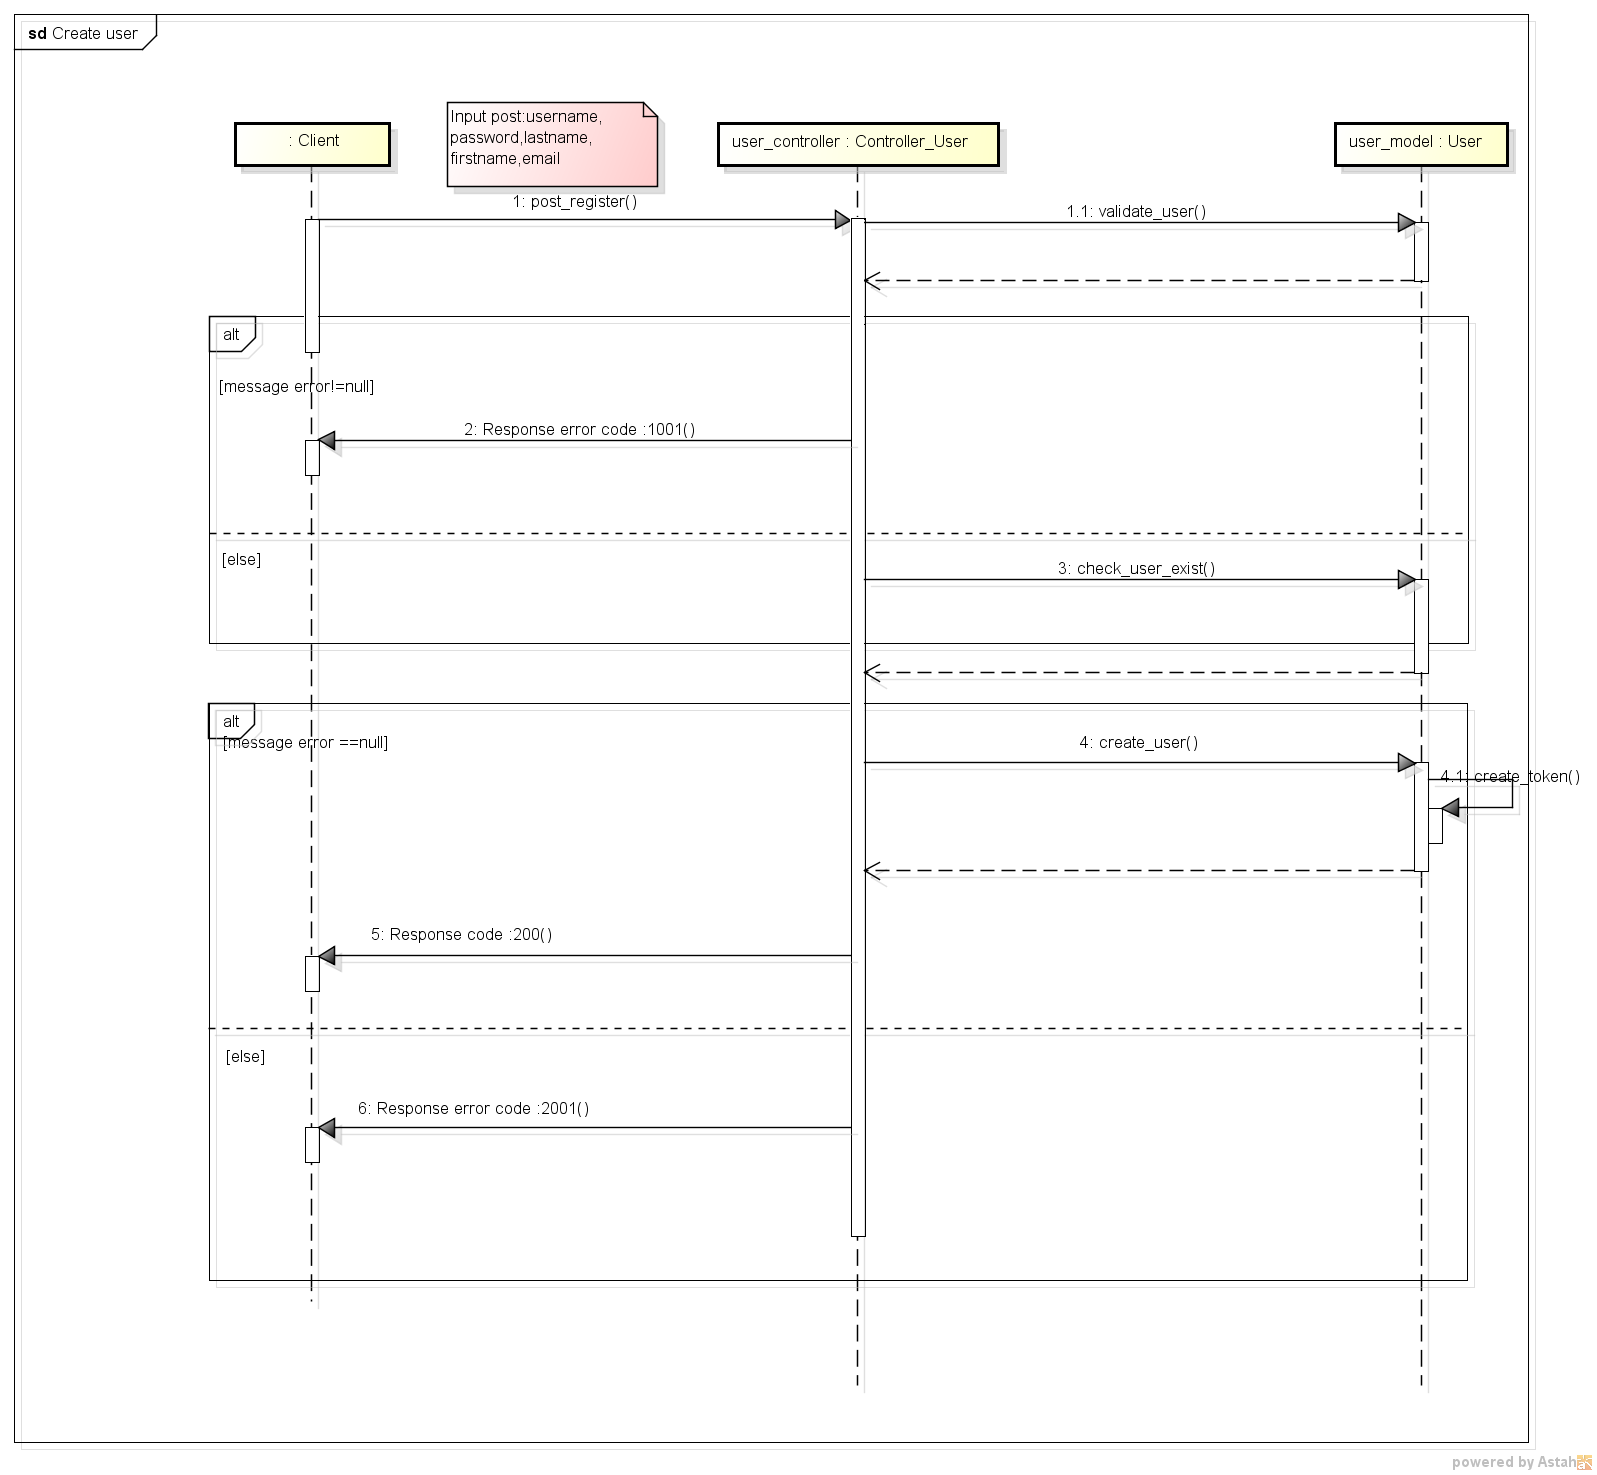 sd Create user
: Client
Input post:username,
password,lastname,
firstname,email
user_controller : Controller_User
user_model : User
1: post_register()
1.1: validate_user()
alt
[message error!=null]
2: Response error code :1001()
[else]
3: check_user_exist()
alt
[message error ==null]
4: create_user()
4.1: create_token()
5: Response code :200()
[else]
6: Response error code :2001()
powered by Astah